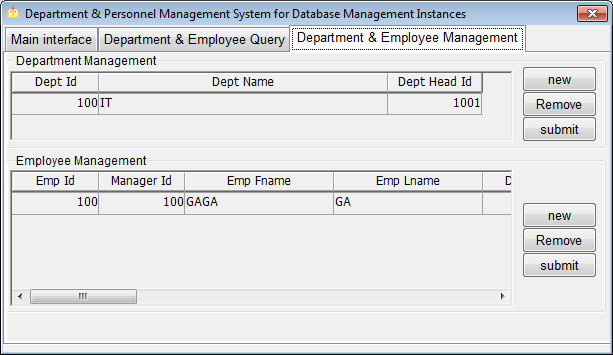 Department & Personnel Management System for Database Management Instances
Main interface Department & Employee Query Department & Employee Management
Department Management
Dept Id Dept Name Dept Head Id
100 IT 1001
new
Remove
submit
Employee Management
Emp Id Manager Id Emp Fname Emp Lname D
100 100 GAGA GA
new
Remove
submit